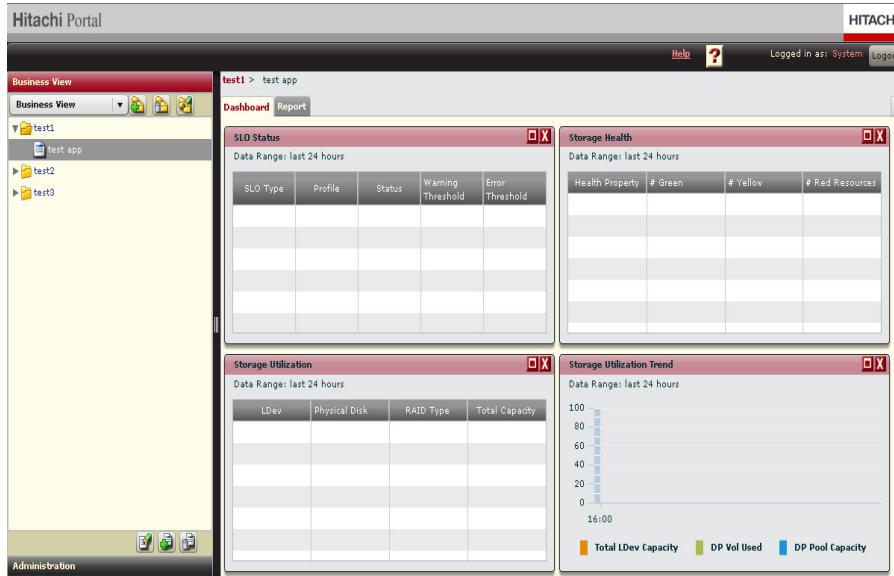 Hitachi Portal
HITACH
Help ? Logged in as: System Logo
Business View
Business View
test1
test app
test2
test3
Administration
test1 > test app
Dashboard Report
SLO Status
Data Range: last 24 hours
SLO Type Profile Status Warning Threshold Error Threshold
Storage Health
Data Range: last 24 hours
Health Property # Green # Yellow # Red Resources
Storage Utilization
Data Range: last 24 hours
LDev Physical Disk RAID Type Total Capacity
Storage Utilization Trend
Data Range: last 24 hours
100
80
60
40
20
0
16:00
Total LDev Capacity DP Vol Used DP Pool Capacity